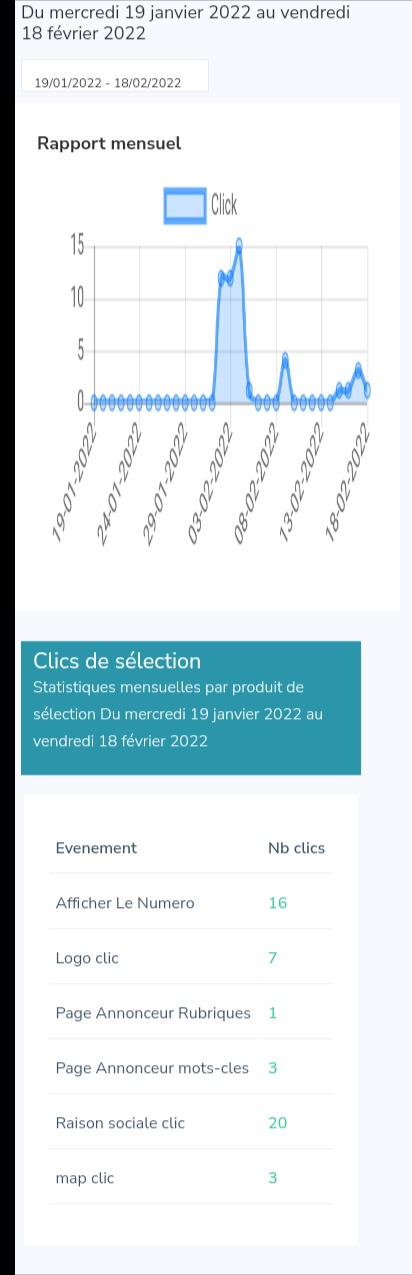 Du mercredi 19 janvier 2022 au vendredi
18 février 2022
19/01/2022 - 18/02/2022
Rapport mensuel
Click
15
10
5
0
19-01-2022
24-01-2022
29-01-2022
03-02-2022
08-02-2022
13-02-2022
18-02-2022
Clics de sélection
Statistiques mensuelles par produit de
sélection Du mercredi 19 janvier 2022 au
vendredi 18 février 2022
Evenement Nb clics
Afficher Le Numero 16
Logo clic 7
Page Annonceur Rubriques 1
Page Annonceur mots-cles 3
Raison sociale clic 20
map clic 3